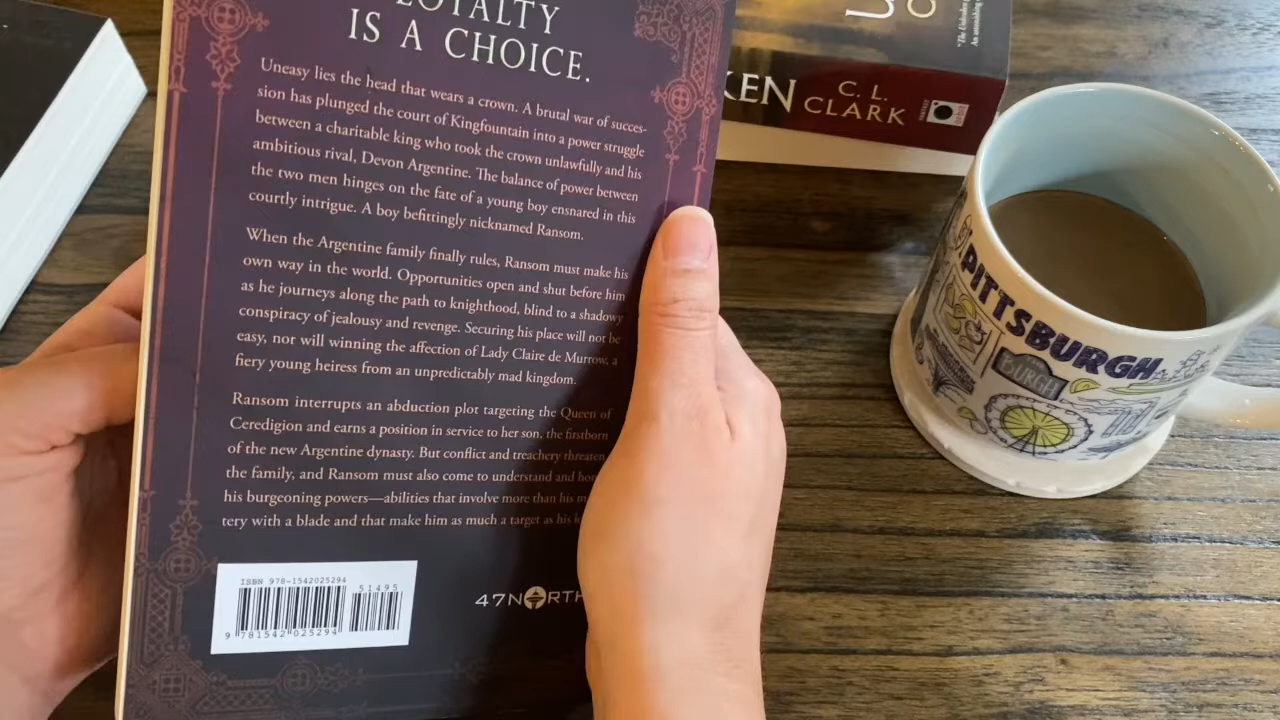 LOYALTY
IS A CHOICE.
Uneasy lies the head that wears a crown. A brutal war of succes-
sion has plunged the court of Kingfountain into a power struggle
between a charitable king who took the crown unlawfully and his
ambitious rival, Devon Argentine. The balance of power between
the two men hinges on the fate of a young boy ensnared in this
courtly intrigue. A boy befittingly nicknamed Ransom.
When the Argentine family finally rules, Ransom must make his
own way in the world. Opportunities open and shut before him
as he journeys along the path to knighthood, blind to a shadowy
conspiracy of jealousy and revenge. Securing his place will not be
easy, nor will winning the affection of Lady Claire de Murrow, a
fiery young heiress from an unpredictably mad kingdom.
Ransom interrupts an abduction plot targeting the Queen of
Ceredigion and earns a position in service to her son, the firstborn
of the new Argentine dynasty. But conflict and treachery threaten
the family, and Ransom must also come to understand and
his burgeoning powers—abilities that involve more than his
tery with a blade and that make him as much a target as his
ISBN 978-1542025294
51495
9 781542 025294
47NORTH
KEN
C. L.
CLARK
orbit
PITTSBURGH
BURGH